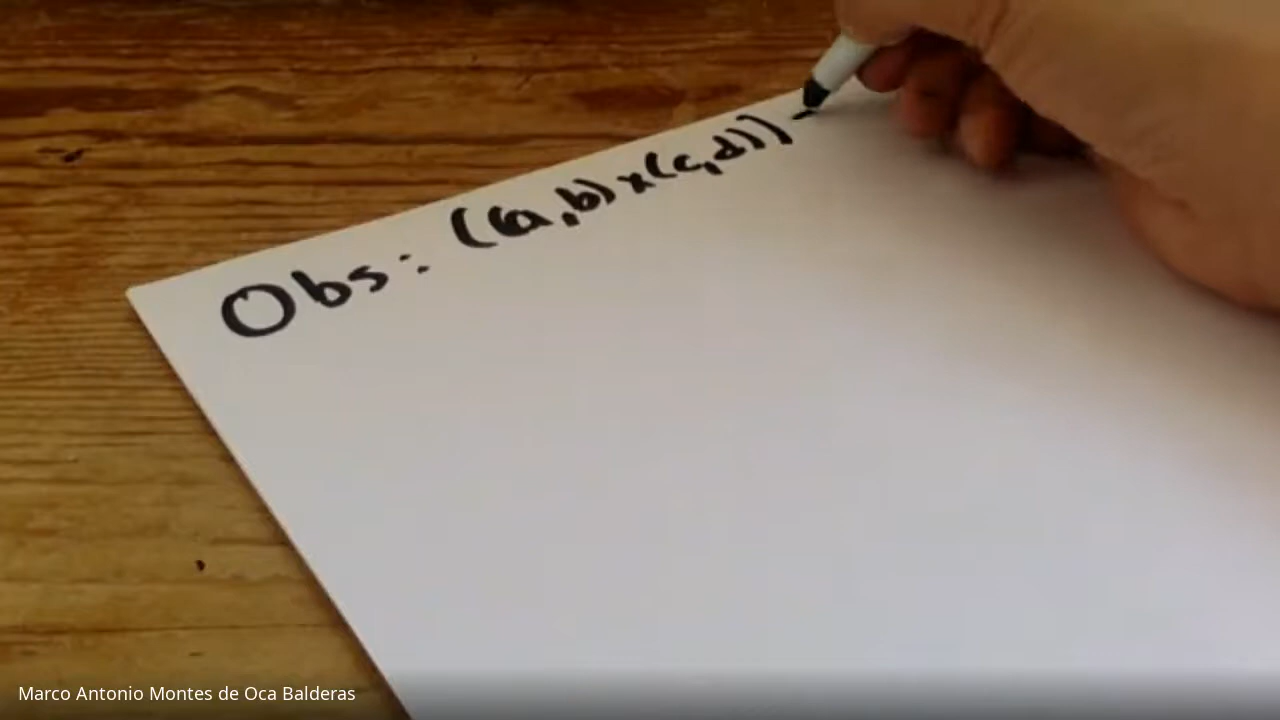 Obs: ((a,b)x(c,d))-
Marco Antonio Montes de Oca Balderas